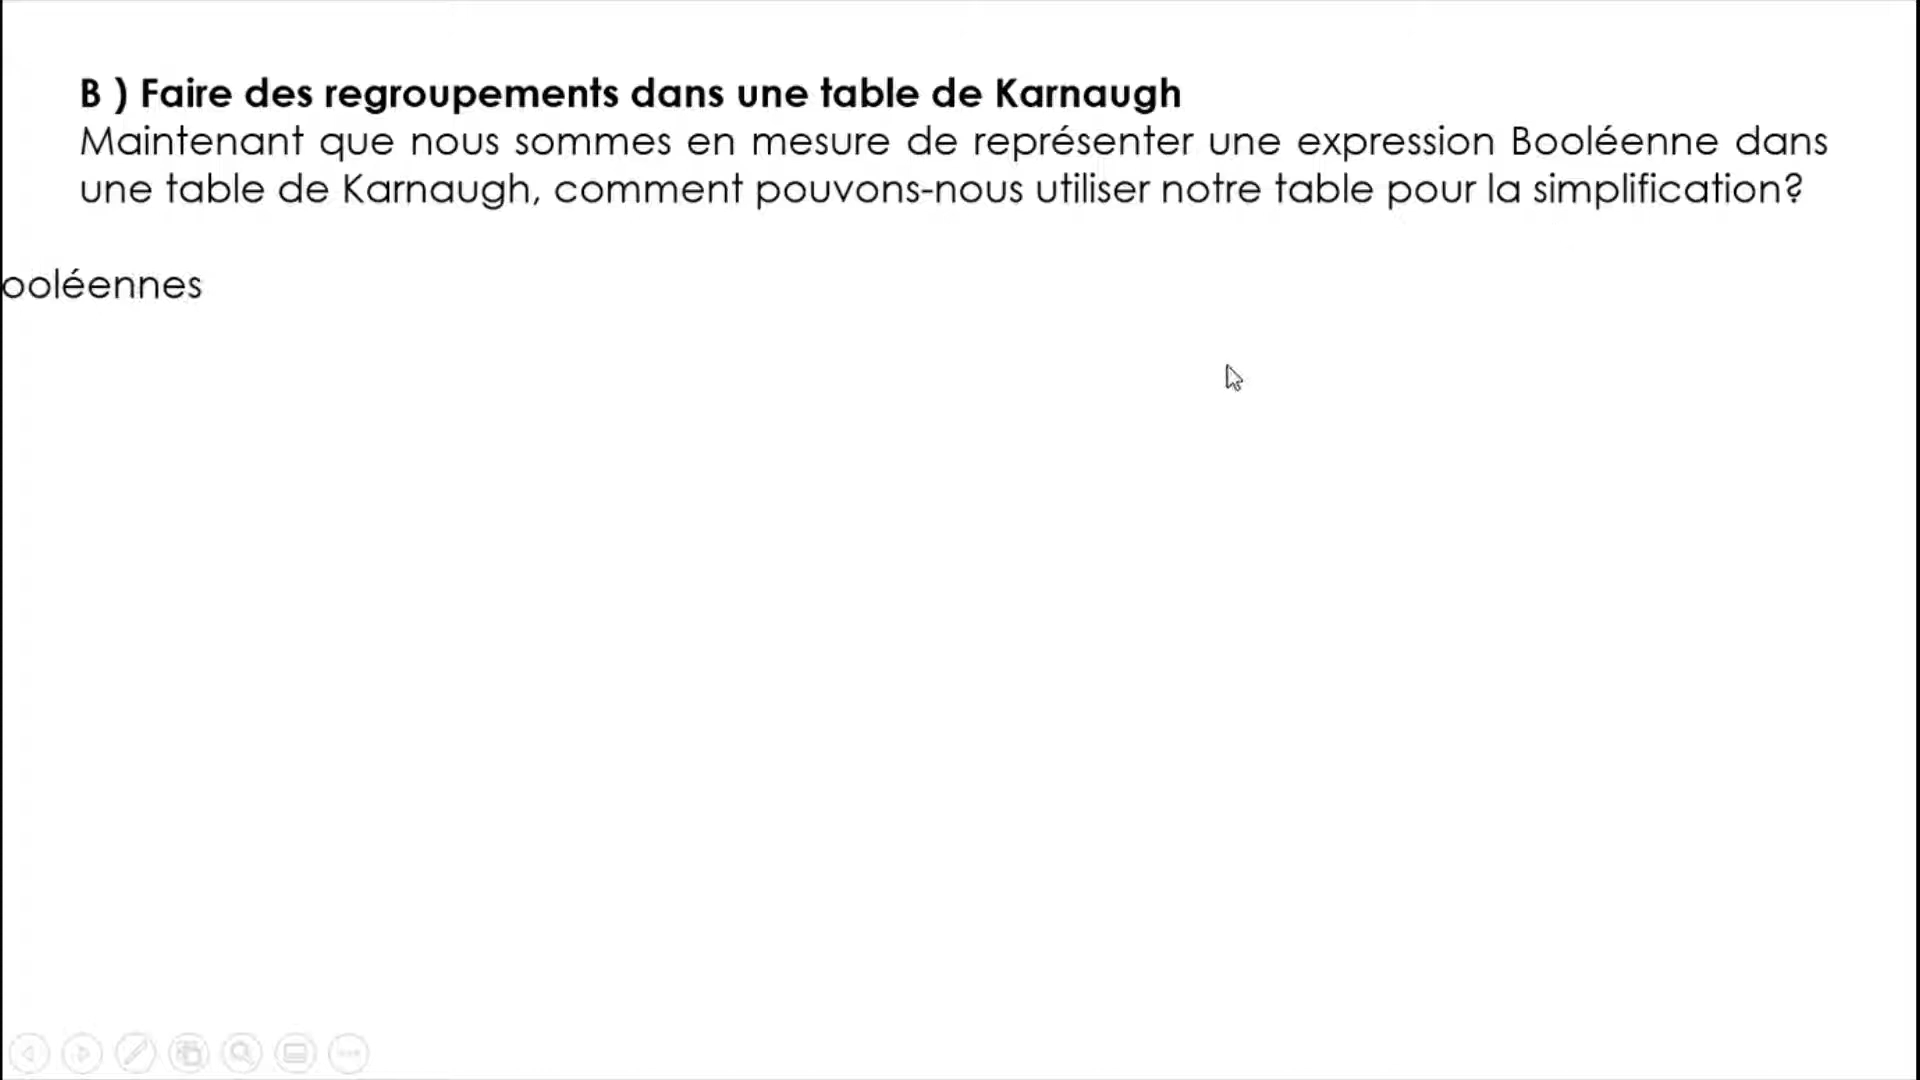 B ) Faire des regroupements dans une table de Karnaugh
Maintenant que nous sommes en mesure de représenter une expression Booléenne dans
une table de Karnaugh, comment pouvons-nous utiliser notre table pour la simplification?
ooléennes